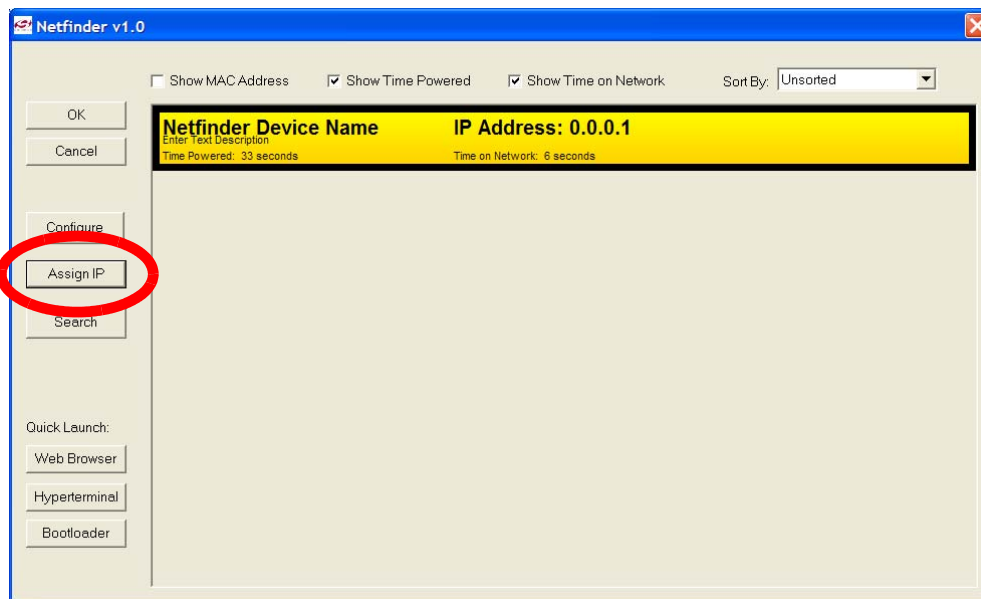 Netfinder v1.0
Show MAC Address Show Time Powered Show Time on Network Sort By: Unsorted
OK
Cancel
Configure
Assign IP
Search
Quick Launch:
Web Browser
Hyperterminal
Bootloader
Netfinder Device Name IP Address: 0.0.0.1
Enter Text Description
Time Powered: 33 seconds Time on Network: 6 seconds